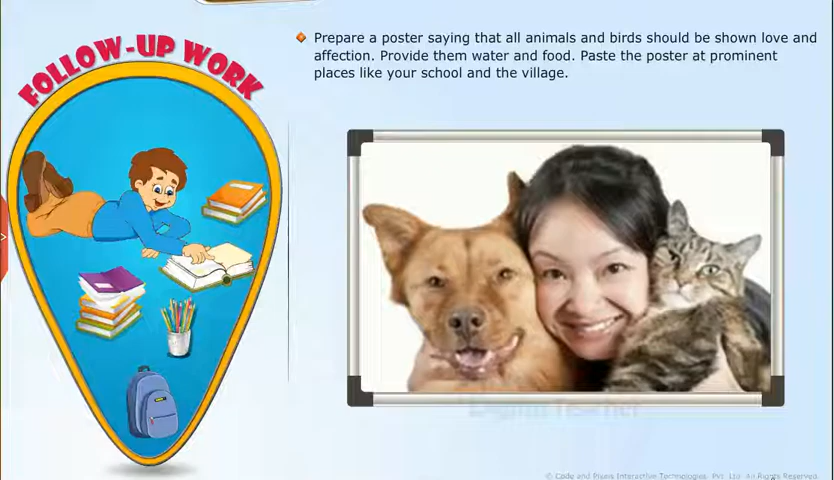 FOLLOW-UP WORK
Prepare a poster saying that all animals and birds should be shown love and
affection. Provide them water and food. Paste the poster at prominent
places like your school and the village.
Digital Teacher
© Code and Pixels Interactive Technologies. Pvt. Ltd. All Rights Reserved.